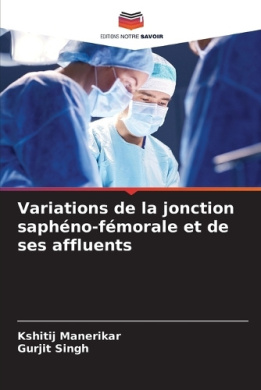 EDITIONS NOTRE SAVOIR
Variations de la jonction
saphéno-fémorale et de
ses affluents
Kshitij Manerikar
Gurjit Singh